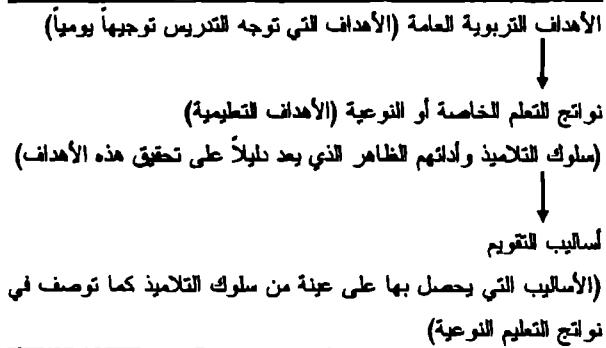 الأهداف التربوية العامة (الأهداف التي توجه التدريس توجيهاً يومياً)
نواتج التعلم الخاصة أو النوعية (الأهداف التعليمية)
(سلوك التلاميذ وأدائهم الظاهر الذي يعد دليلاً على تحقيق هذه الأهداف)
أساليب التقويم
(الأساليب التي يحصل بها على عينة من سلوك التلاميذ كما توصف في
نواتج التعليم النوعية)